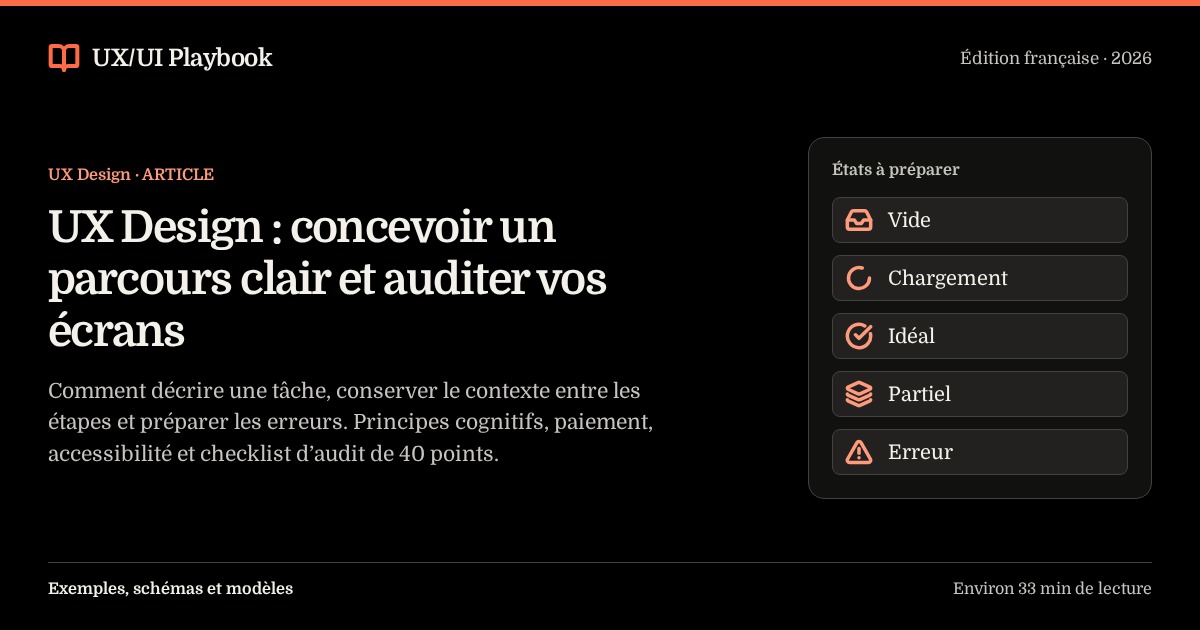 UX/UI Playbook
Édition française · 2026
UX Design · ARTICLE
UX Design : concevoir un
parcours clair et auditer vos
écrans
Comment décrire une tâche, conserver le contexte entre les
étapes et préparer les erreurs. Principes cognitifs, paiement,
accessibilité et checklist d’audit de 40 points.
États à préparer
Vide
Chargement
Idéal
Partiel
Erreur
Exemples, schémas et modèles
Environ 33 min de lecture